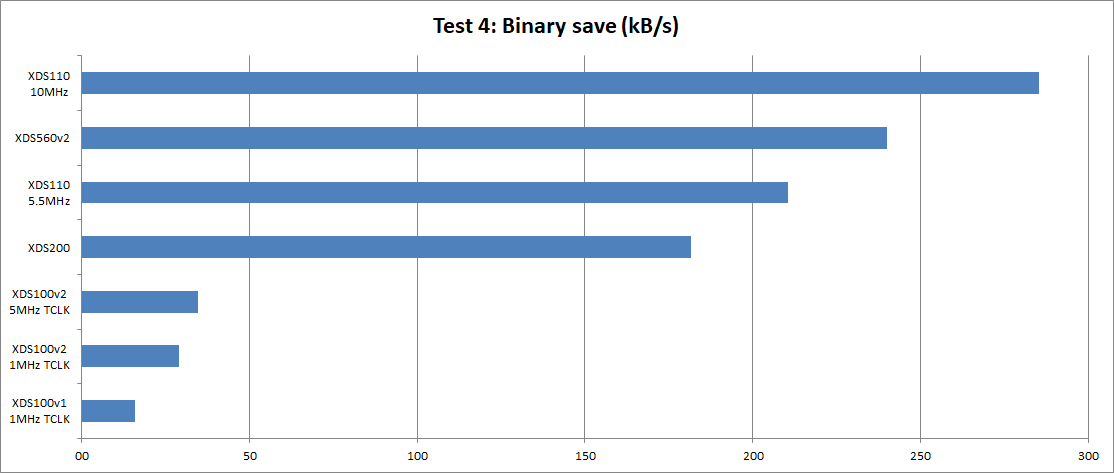 Test 4: Binary save (kB/s)
XDS110
10MHz
XDS560v2
XDS110
5.5MHz
XDS200
XDS100v2
5MHz TCLK
XDS100v2
1MHz TCLK
XDS100v1
1MHz TCLK
00 50 100 150 200 250 300